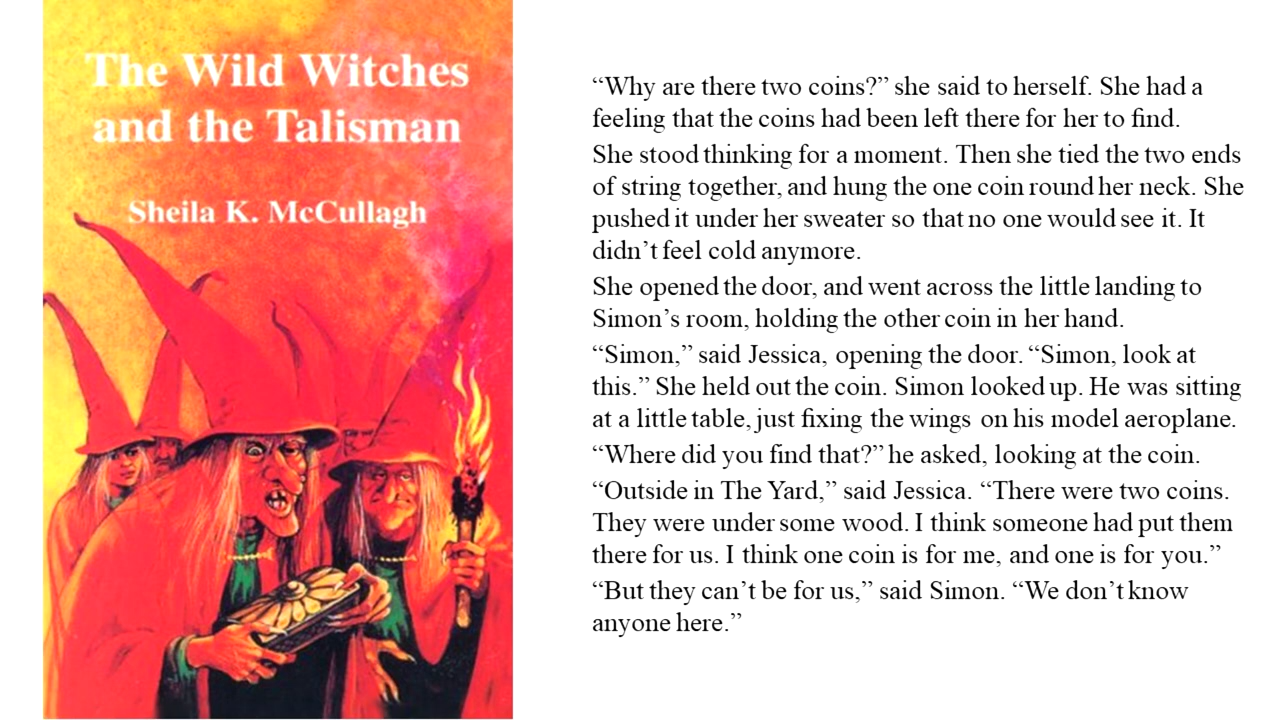 The Wild Witches
and the Talisman
Sheila K. McCullagh
“Why are there two coins?” she said to herself. She had a
feeling that the coins had been left there for her to find.
She stood thinking for a moment. Then she tied the two ends
of string together, and hung the one coin round her neck. She
pushed it under her sweater so that no one would see it. It
didn’t feel cold anymore.
She opened the door, and went across the little landing to
Simon’s room, holding the other coin in her hand.
“Simon,” said Jessica, opening the door. “Simon, look at
this.” She held out the coin. Simon looked up. He was sitting
at a little table, just fixing the wings on his model aeroplane.
“Where did you find that?” he asked, looking at the coin.
“Outside in The Yard,” said Jessica. “There were two coins.
They were under some wood. I think someone had put them
there for us. I think one coin is for me, and one is for you.”
“But they can’t be for us,” said Simon. “We don’t know
anyone here.”